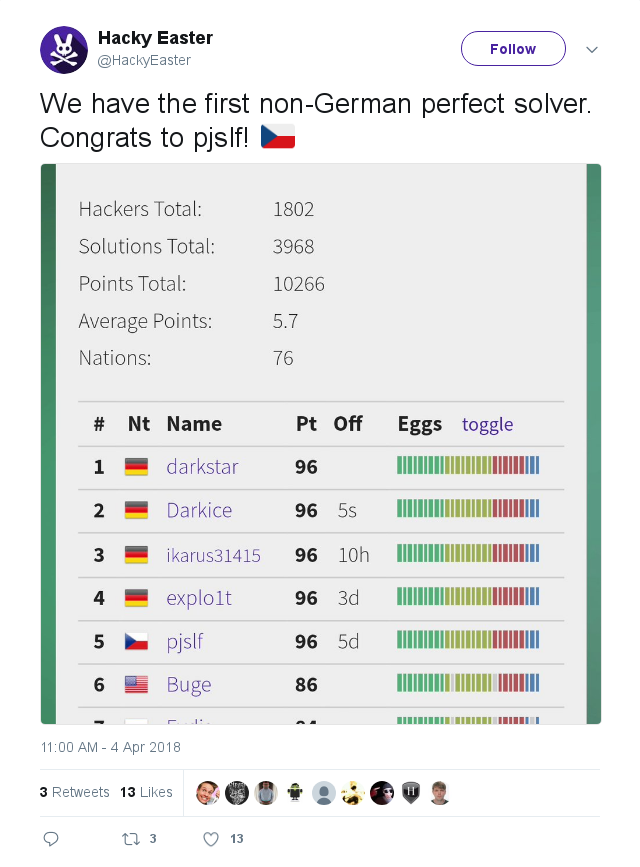 Hacky Easter
@HackyEaster
Follow
We have the first non-German perfect solver.
Congrats to pjslf!
Hackers Total: 1802
Solutions Total: 3968
Points Total: 10266
Average Points: 5.7
Nations: 76
# Nt Name Pt Off Eggs toggle
1 darkstar 96
2 Darkice 96 5s
3 ikarus31415 96 10h
4 explo1t 96 3d
5 pjslf 96 5d
6 Buge 86
11:00 AM - 4 Apr 2018
3 Retweets 13 Likes
H
3 13